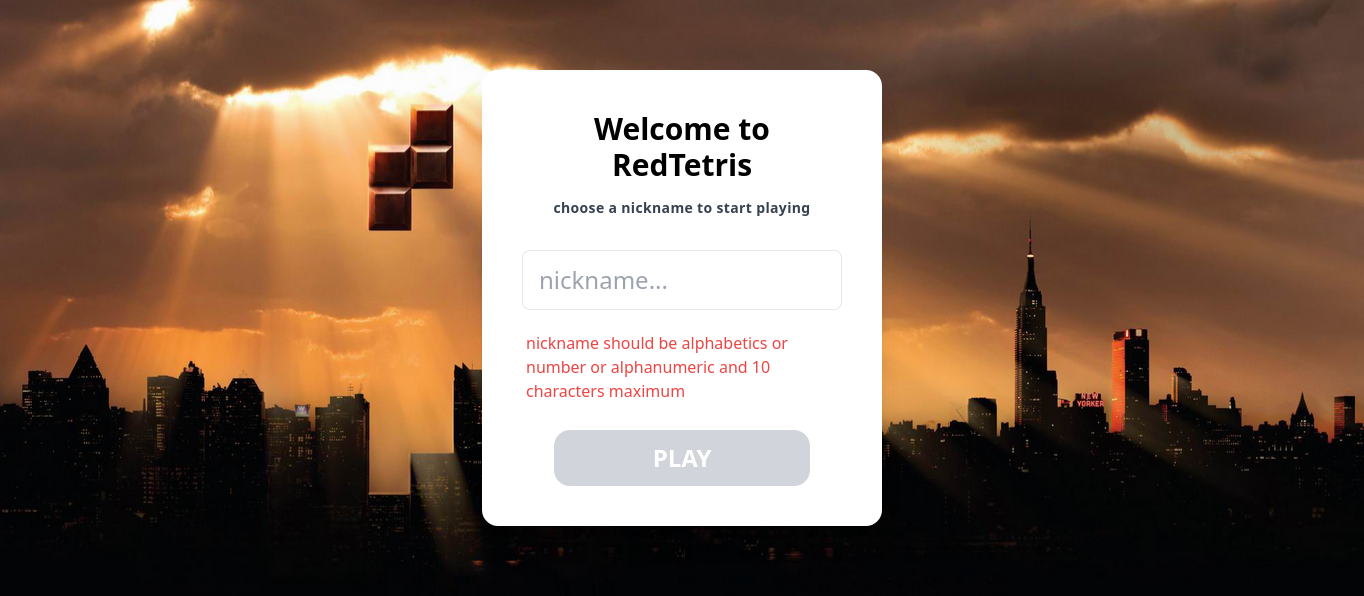 Welcome to
RedTetris
choose a nickname to start playing
nickname...
nickname should be alphabetics or
number or alphanumeric and 10
characters maximum
PLAY
NEW
YORKER